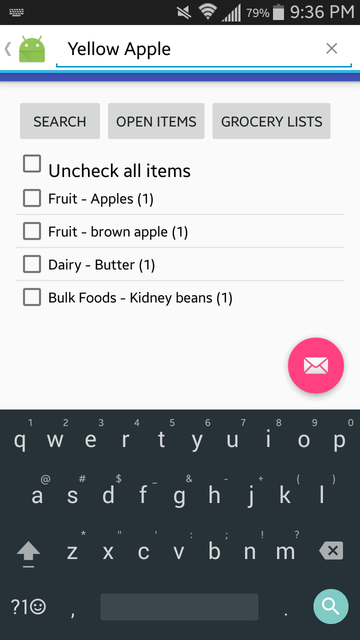 79% 9:36 PM
Yellow Apple
SEARCH OPEN ITEMS GROCERY LISTS
Uncheck all items
Fruit - Apples (1)
Fruit - brown apple (1)
Dairy - Butter (1)
Bulk Foods - Kidney beans (1)
1 2 3 4 5 6 7 8 9 0
q w e r t y u i o p
@ # $ _ & - + ( )
a s d f g h j k l
* " ' : ; ! ?
z x c v b n m
?1☺ , .